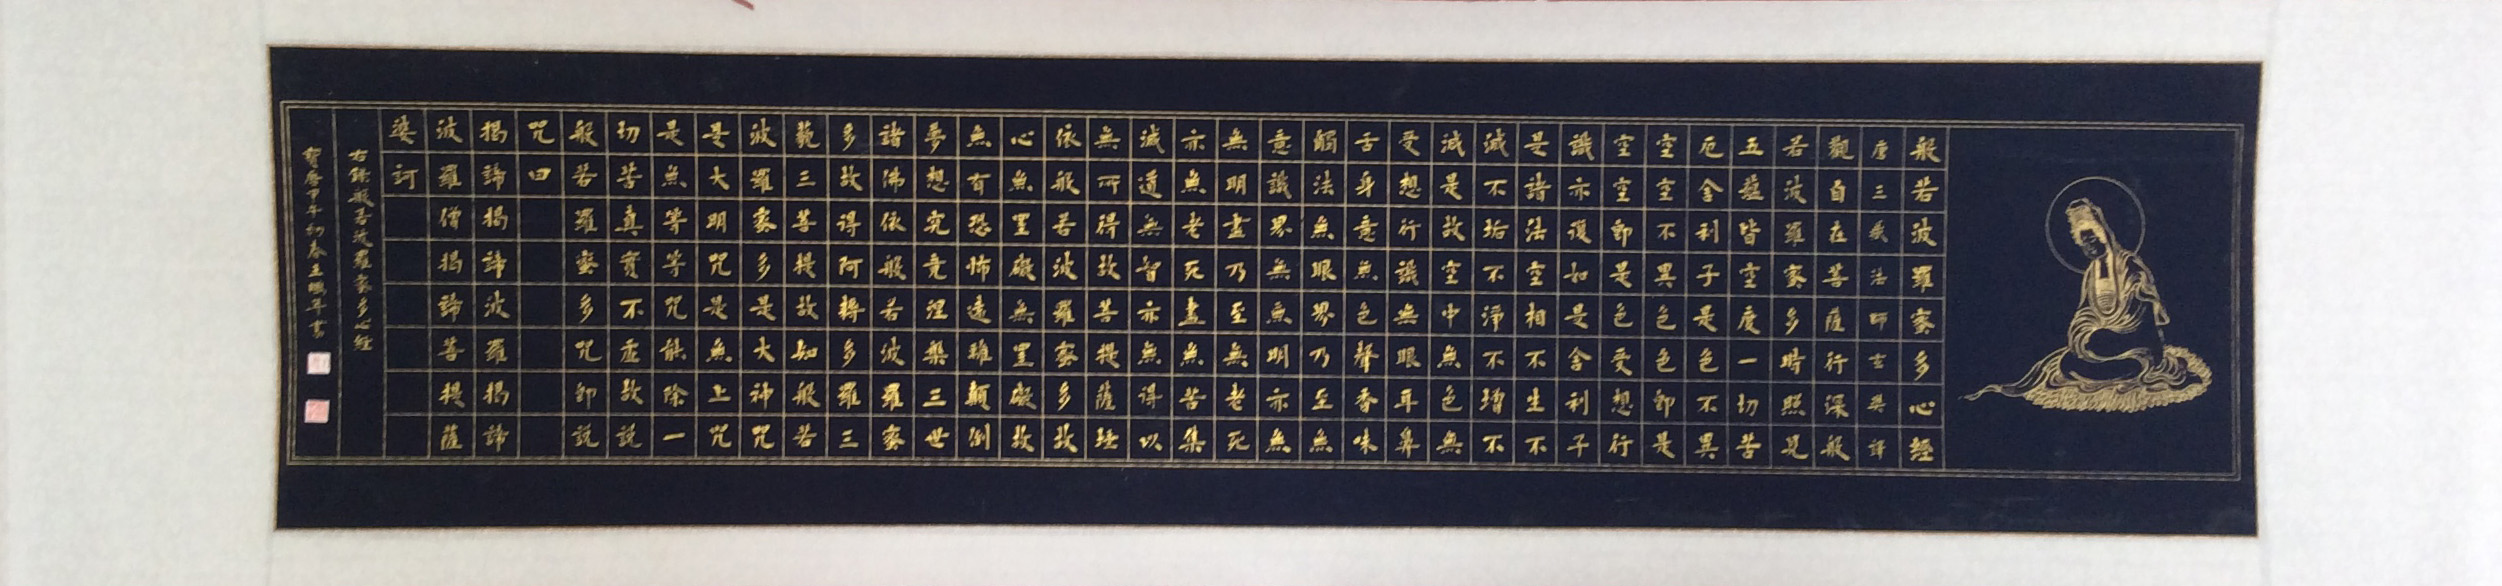 般若波羅蜜多心經
唐三藏法師玄奘譯
觀自在菩薩行深般
若波羅蜜多時照見
五蘊皆空度一切苦
厄舍利子是色不異
空空不異色色即是
空空即是色受想行
識亦復如是舍利子
是諸法空相不生不
滅不垢不淨不增不
減是故空中無色無
受想行識無眼耳鼻
舌身意無色聲香味
觸法無眼界乃至無
意識界無無明亦無
無明盡乃至無老死
亦無老死盡無苦集
滅道無智亦無得以
無所得故菩提薩埵
依般若波羅蜜多故
心無罣礙無罣礙故
無有恐怖遠離顛倒
夢想究竟涅槃三世
諸佛依般若波羅蜜
多故得阿耨多羅三
藐三菩提故知般若
波羅蜜多是大神咒
是大明咒是無上咒
是無等等咒能除一
切苦真實不虛故說
般若羅蜜多咒即說
咒曰
揭諦揭諦波羅揭諦
波羅僧揭諦菩提薩
婆訶
右錄般若波羅蜜多心經
甲午初春王年書